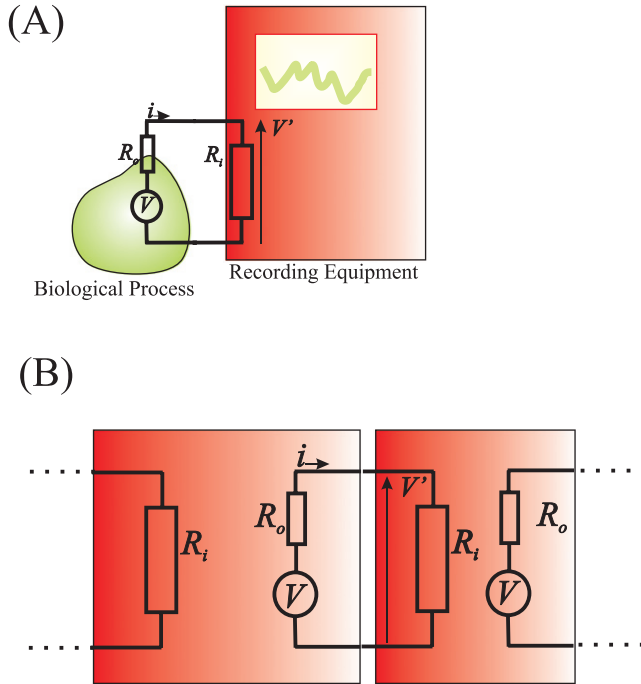 (A)
i
V'
R_o
R_i
V
Biological Process
Recording Equipment
(B)
i
V'
R_i
R_o
R_i
R_o
V
V